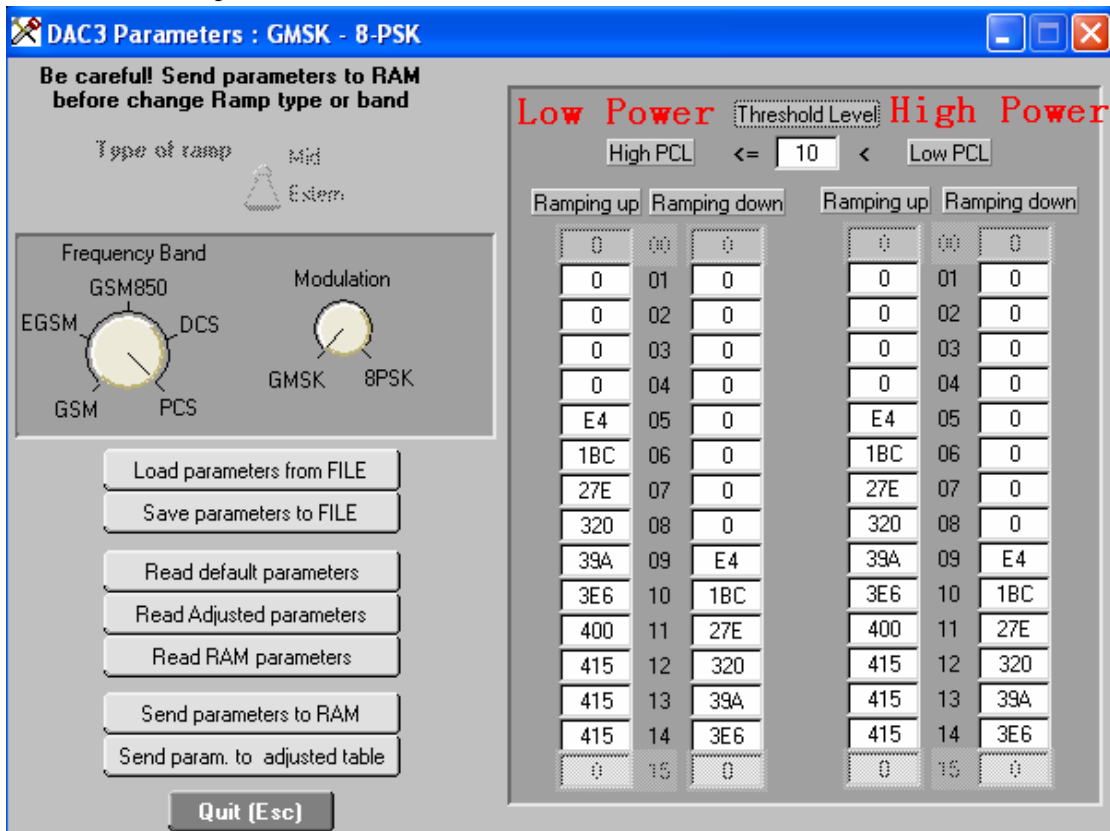 DAC3 Parameters : GMSK - 8-PSK
Be careful! Send parameters to RAM
before change Ramp type or band
Type of ramp
Mid
Extern
Frequency Band
GSM850
EGSM
DCS
GSM
PCS
Modulation
GMSK
8PSK
Load parameters from FILE
Save parameters to FILE
Read default parameters
Read Adjusted parameters
Read RAM parameters
Send parameters to RAM
Send param. to adjusted table
Quit (Esc)
Low Power Threshold Level High Power
High PCL <= 10 < Low PCL
Ramping up Ramping down Ramping up Ramping down
0 00 0 0 00 0
0 01 0 0 01 0
0 02 0 0 02 0
0 03 0 0 03 0
0 04 0 0 04 0
E4 05 0 E4 05 0
1BC 06 0 1BC 06 0
27E 07 0 27E 07 0
320 08 0 320 08 0
39A 09 E4 39A 09 E4
3E6 10 1BC 3E6 10 1BC
400 11 27E 400 11 27E
415 12 320 415 12 320
415 13 39A 415 13 39A
415 14 3E6 415 14 3E6
0 15 0 0 15 0